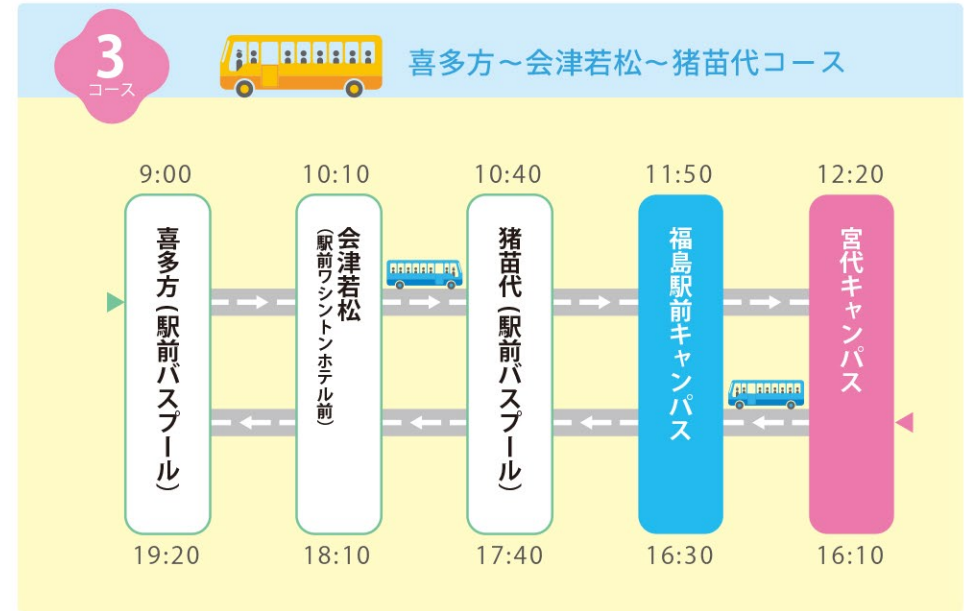 3
コース
喜多方～会津若松～猪苗代コース
9:00
10:10
10:40
11:50
12:20
喜多方(駅前バスプール)
会津若松
(駅前ワシントンホテル前)
猪苗代(駅前バスプール)
福島駅前キャンパス
宮代キャンパス
19:20
18:10
17:40
16:30
16:10